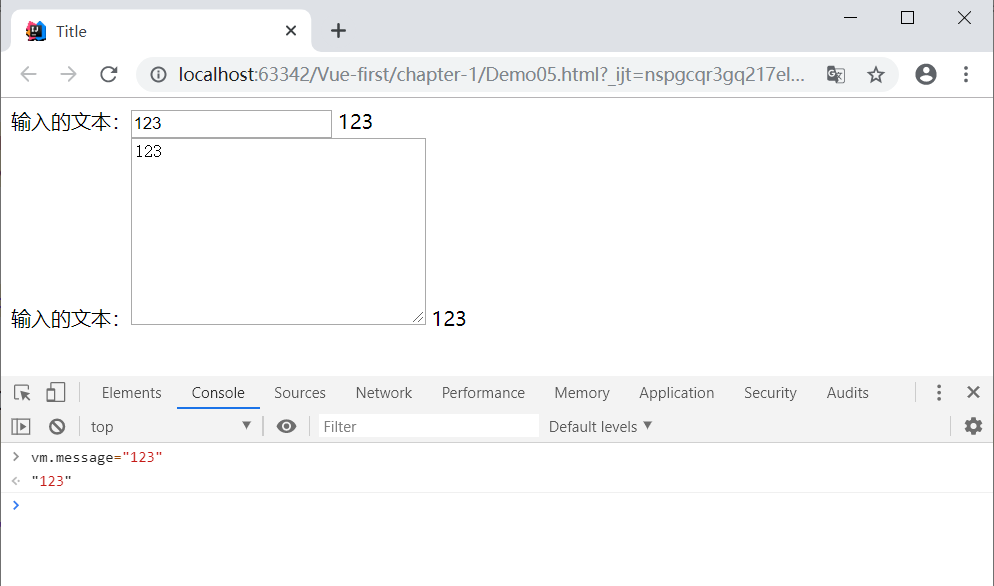 Title
localhost:63342/Vue-first/chapter-1/Demo05.html?_ijt=nspgcqr3gq217el...
输入的文本： 123 123
123
输入的文本： 123
Elements Console Sources Network Performance Memory Application Security Audits
top Filter Default levels
vm.message="123"
"123"